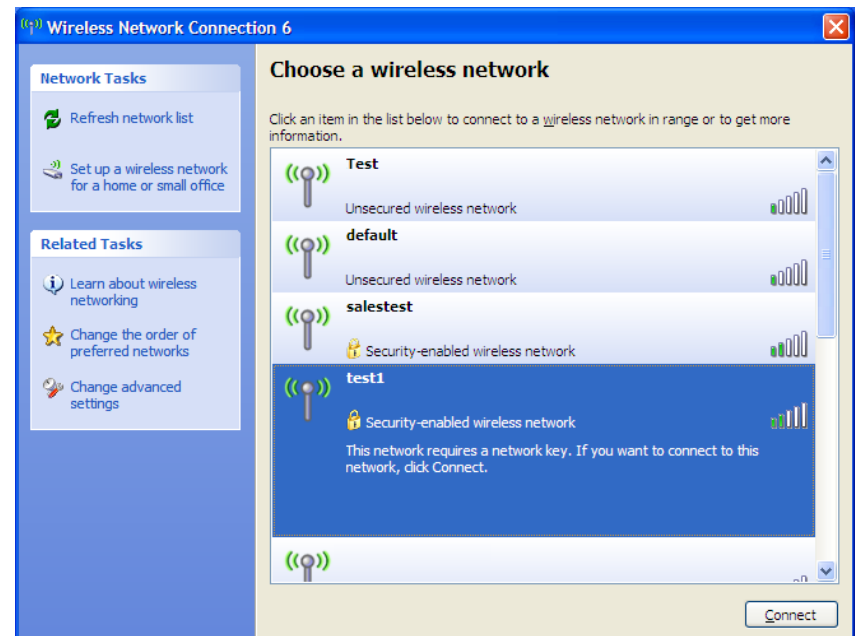 Wireless Network Connection 6
Network Tasks
Refresh network list
Set up a wireless network
for a home or small office
Related Tasks
Learn about wireless
networking
Change the order of
preferred networks
Change advanced
settings
Choose a wireless network
Click an item in the list below to connect to a wireless network in range or to get more
information.
Test
Unsecured wireless network
default
Unsecured wireless network
salestest
Security-enabled wireless network
test1
Security-enabled wireless network
This network requires a network key. If you want to connect to this
network, click Connect.
Connect